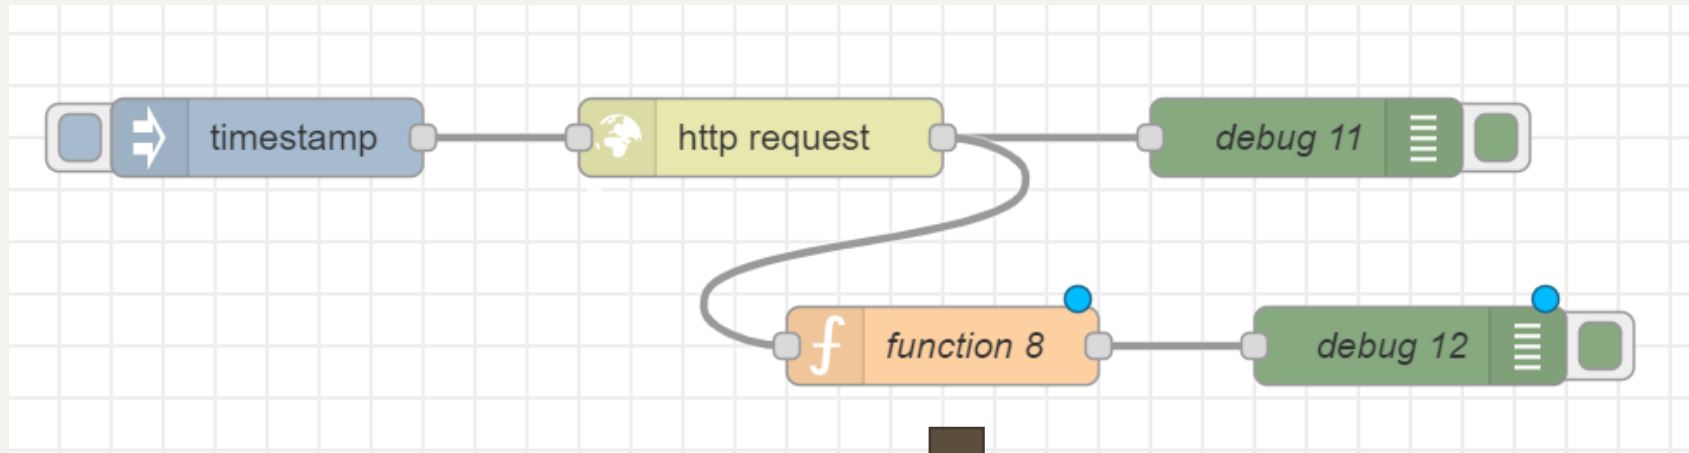 timestamp
http request
debug 11
function 8
debug 12